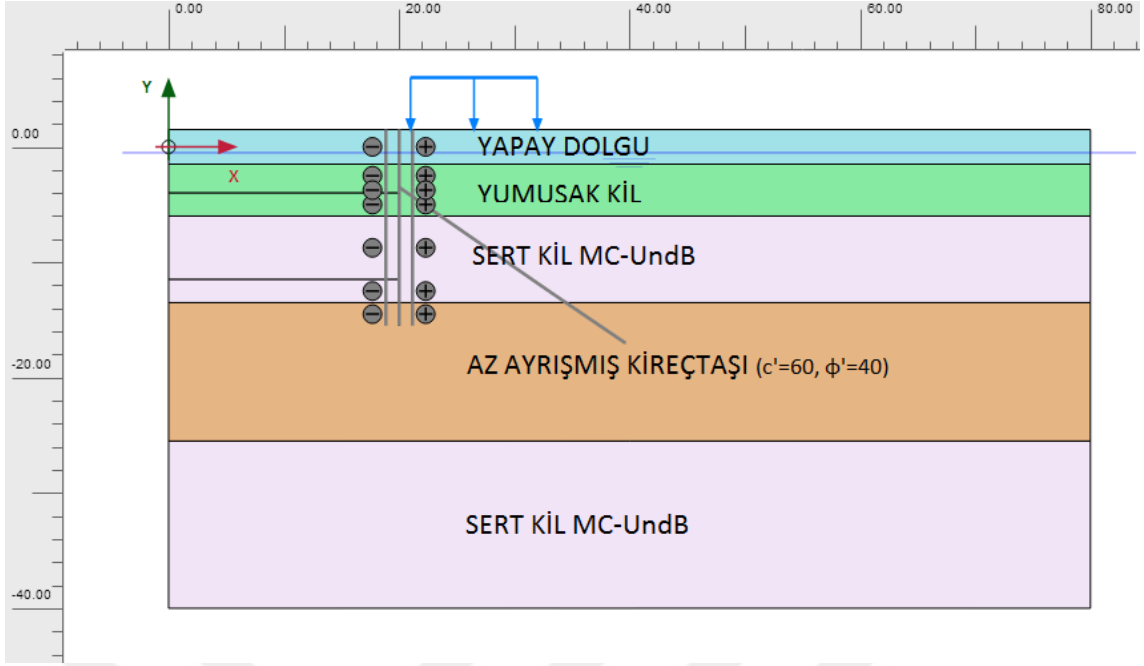 0.00 20.00 40.00 60.00 80.00
Y
0.00
X
YAPAY DOLGU
YUMUSAK KİL
SERT KİL MC-UndB
-20.00
AZ AYRIŞMIŞ KİREÇTAŞI (c'=60, ϕ'=40)
SERT KİL MC-UndB
-40.00